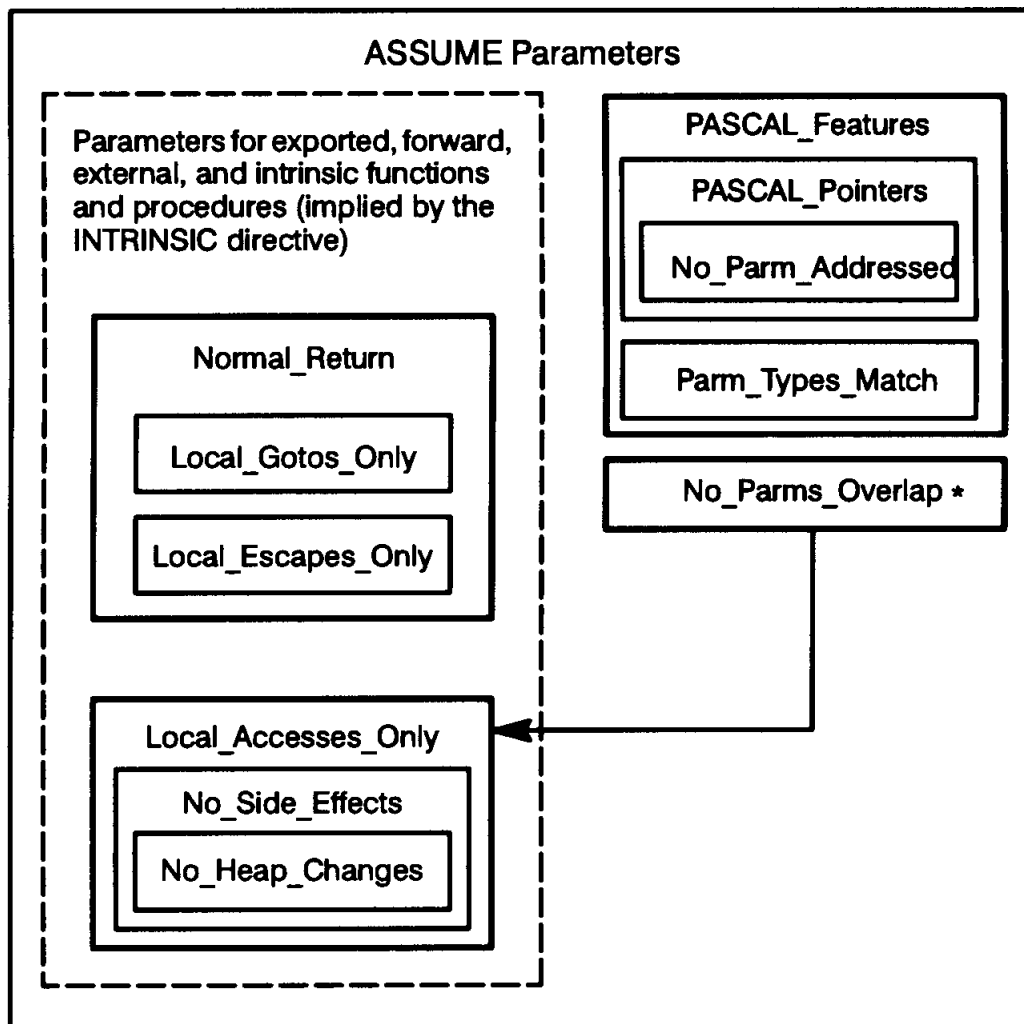 ASSUME Parameters
Parameters for exported, forward,
external, and intrinsic functions
and procedures (implied by the
INTRINSIC directive)
Normal_Return
Local_Gotos_Only
Local_Escapes_Only
Local_Accesses_Only
No_Side_Effects
No_Heap_Changes
PASCAL_Features
PASCAL_Pointers
No_Parm_Addressed
Parm_Types_Match
No_Parms_Overlap *